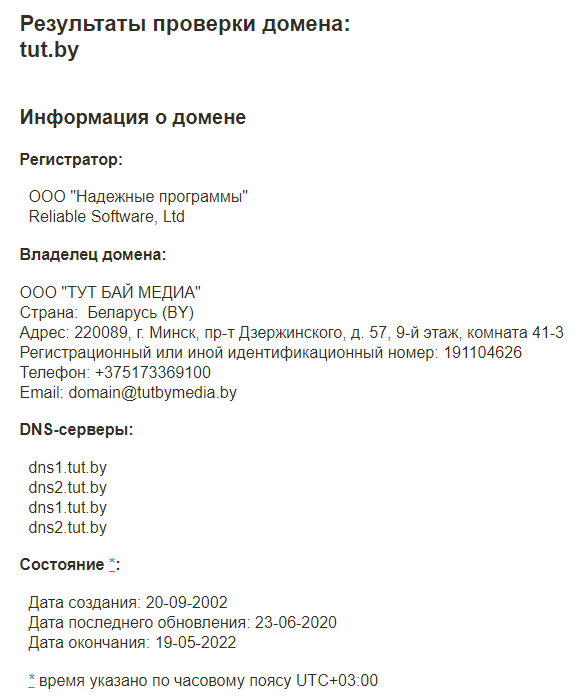 Результаты проверки домена:
tut.by
Информация о домене
Регистратор:
ООО "Надежные программы"
Reliable Software, Ltd
Владелец домена:
ООО "ТУТ БАЙ МЕДИА"
Страна: Беларусь (BY)
Адрес: 220089, г. Минск, пр-т Дзержинского, д. 57, 9-й этаж, комната 41-3
Регистрационный или иной идентификационный номер: 191104626
Телефон: +375173369100
Email: domain@tutbymedia.by
DNS-серверы:
dns1.tut.by
dns2.tut.by
dns1.tut.by
dns2.tut.by
Состояние *:
Дата создания: 20-09-2002
Дата последнего обновления: 23-06-2020
Дата окончания: 19-05-2022
* время указано по часовому поясу UTC+03:00